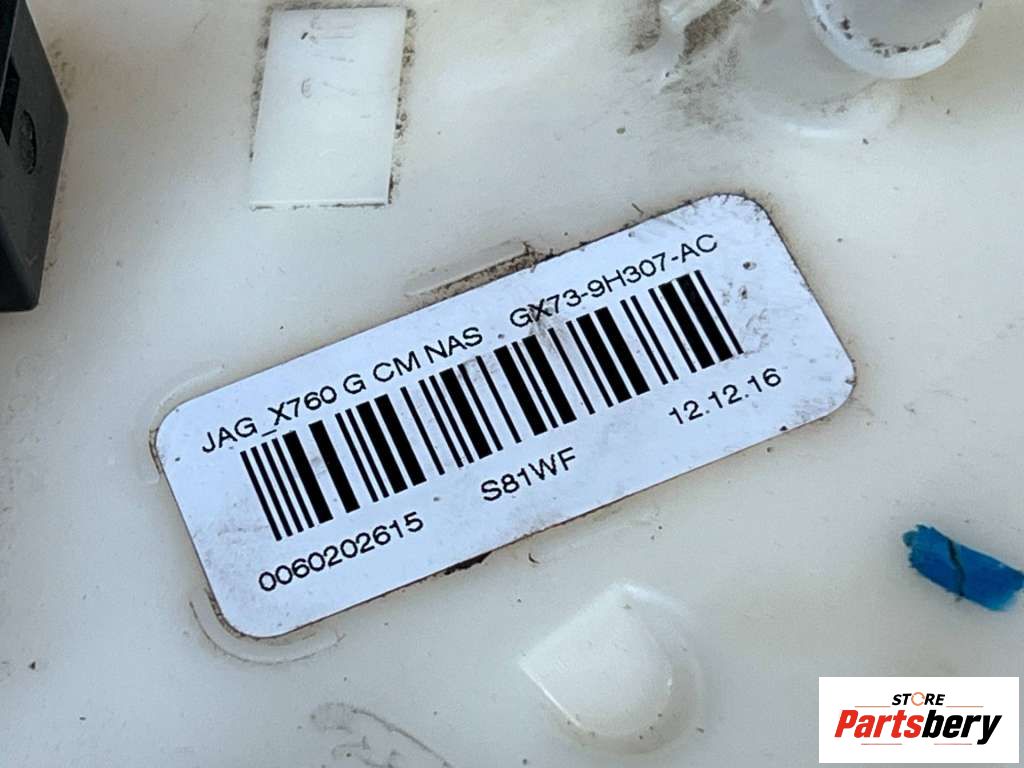 JAG_X760 G CM NAS GX73-9H307-AC
0060202615 S81WF 12.12.16
STORE
Partsbery